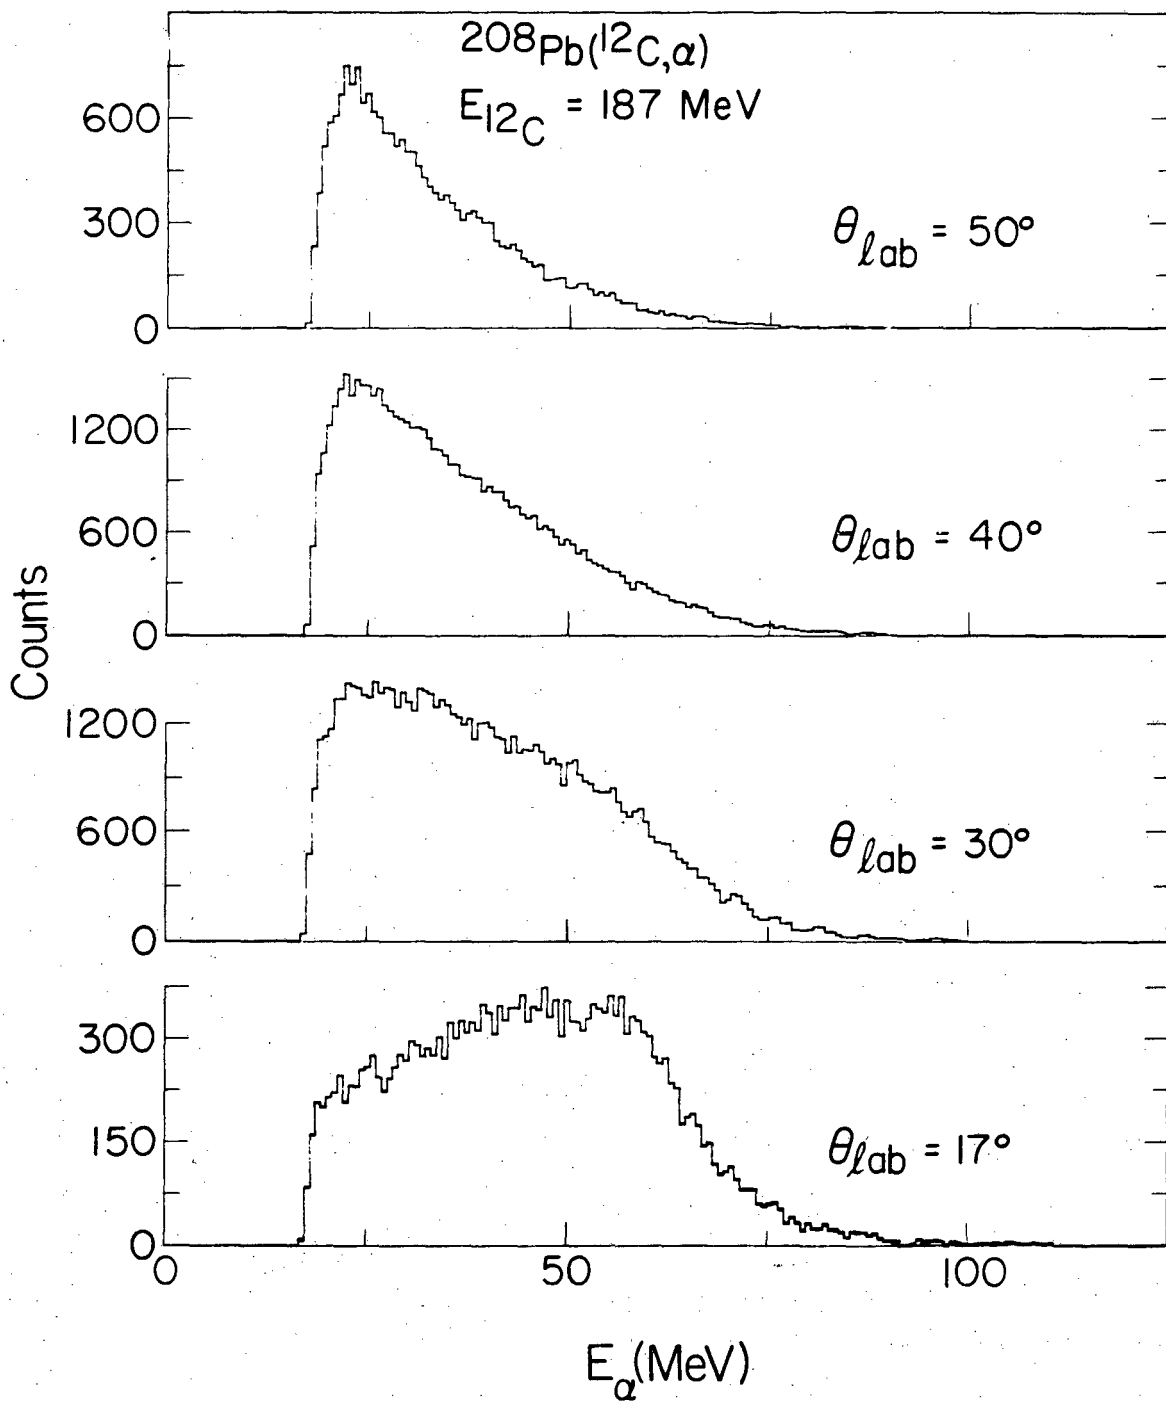 208Pb(12C,α)
E12C = 187 MeV
600
300
0
θlab = 50°
1200
600
0
θlab = 40°
Counts
1200
600
0
θlab = 30°
300
150
0
θlab = 17°
0 50 100
Eα(MeV)